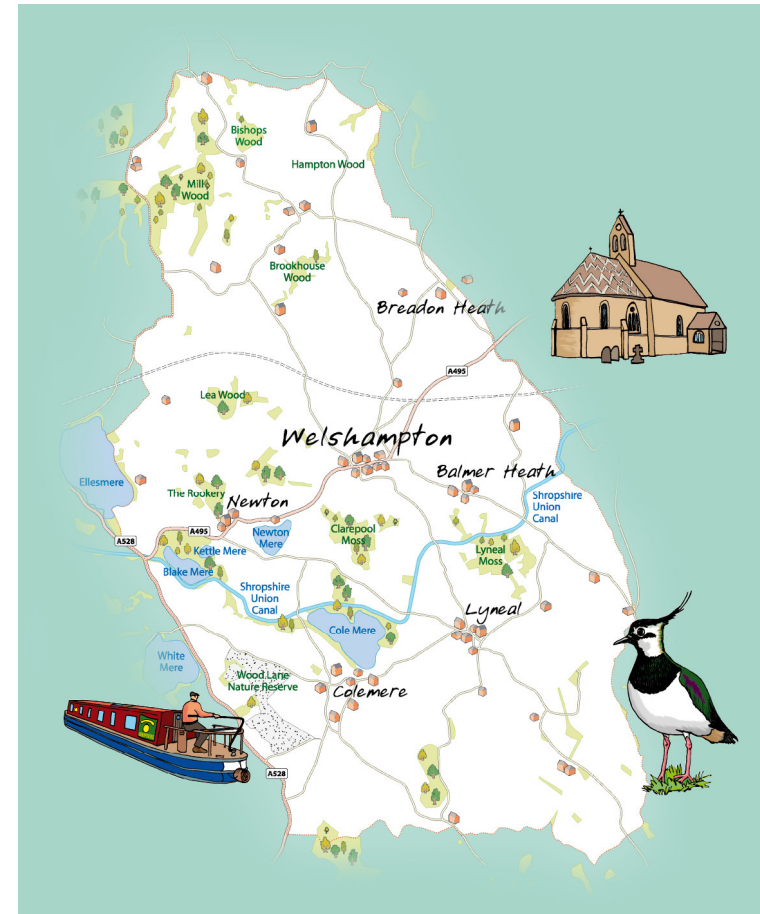 Bishops
Wood
Hampton Wood
Mill
Wood
Brookhouse
Wood
Breadon Heath
A495
Lea Wood
Welshampton
Ellesmere
Balmer Heath
The Rookery
Newton
Shropshire
Union
Canal
A528
A495
Newton
Mere
Clarepool
Moss
Kettle Mere
Lyneal
Moss
Blake Mere
Shropshire
Union
Canal
Lyneal
Cole Mere
White
Mere
Wood Lane
Nature Reserve
Colemere
A528